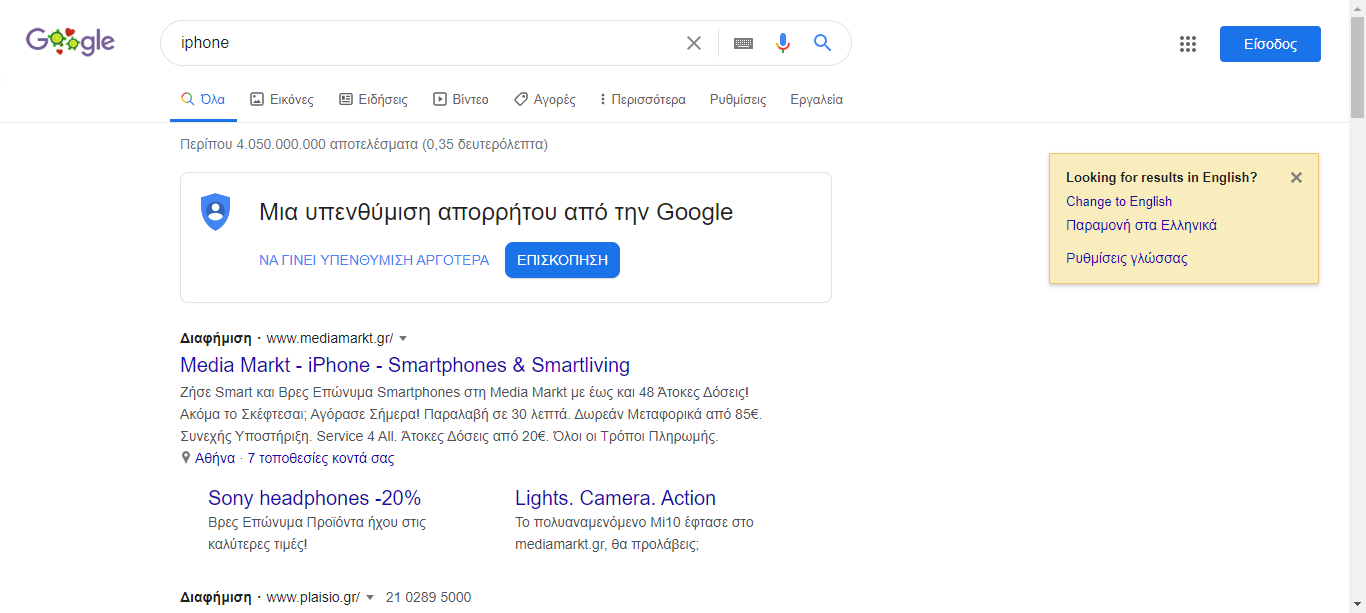 Google
iphone
Είσοδος
Όλα Εικόνες Ειδήσεις Βίντεο Αγορές Περισσότερα Ρυθμίσεις Εργαλεία
Περίπου 4.050.000.000 αποτελέσματα (0,35 δευτερόλεπτα)
Μια υπενθύμιση απορρήτου από την Google
ΝΑ ΓΙΝΕΙ ΥΠΕΝΘΥΜΙΣΗ ΑΡΓΟΤΕΡΑ ΕΠΙΣΚΟΠΗΣΗ
Looking for results in English?
Change to English
Παραμονή στα Ελληνικά
Ρυθμίσεις γλώσσας
Διαφήμιση · www.mediamarkt.gr/
Media Markt - iPhone - Smartphones & Smartliving
Ζήσε Smart και Βρες Επώνυμα Smartphones στη Media Markt με έως και 48 Άτοκες Δόσεις!
Ακόμα το Σκέφτεσαι; Αγόρασε Σήμερα! Παραλαβή σε 30 λεπτά. Δωρεάν Μεταφορικά από 85€.
Συνεχής Υποστήριξη. Service 4 All. Άτοκες Δόσεις από 20€. Όλοι οι Τρόποι Πληρωμής.
Αθήνα · 7 τοποθεσίες κοντά σας
Sony headphones -20%
Βρες Επώνυμα Προϊόντα ήχου στις
καλύτερες τιμές!
Lights. Camera. Action
Το πολυαναμενόμενο Mi10 έφτασε στο
mediamarkt.gr, θα προλάβεις;
Διαφήμιση · www.plaisio.gr/ 21 0289 5000